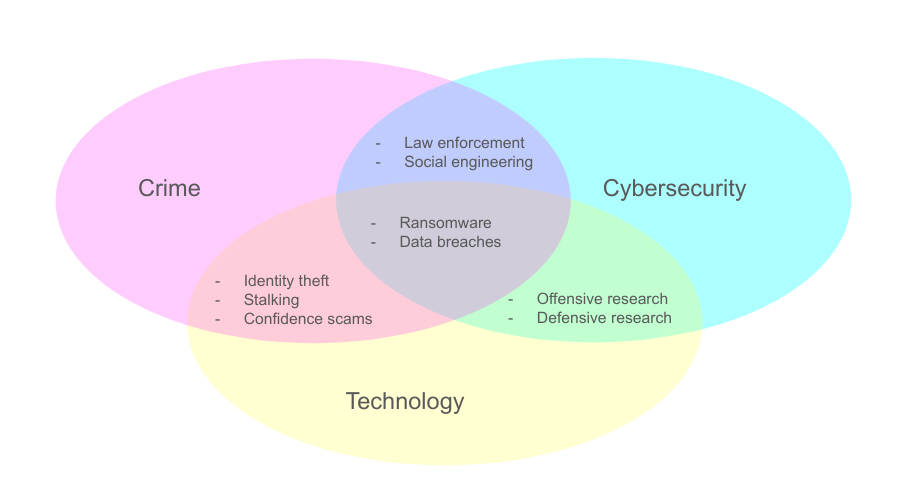 - Law enforcement
- Social engineering
Crime
Cybersecurity
- Ransomware
- Data breaches
- Identity theft
- Stalking
- Confidence scams
- Offensive research
- Defensive research
Technology